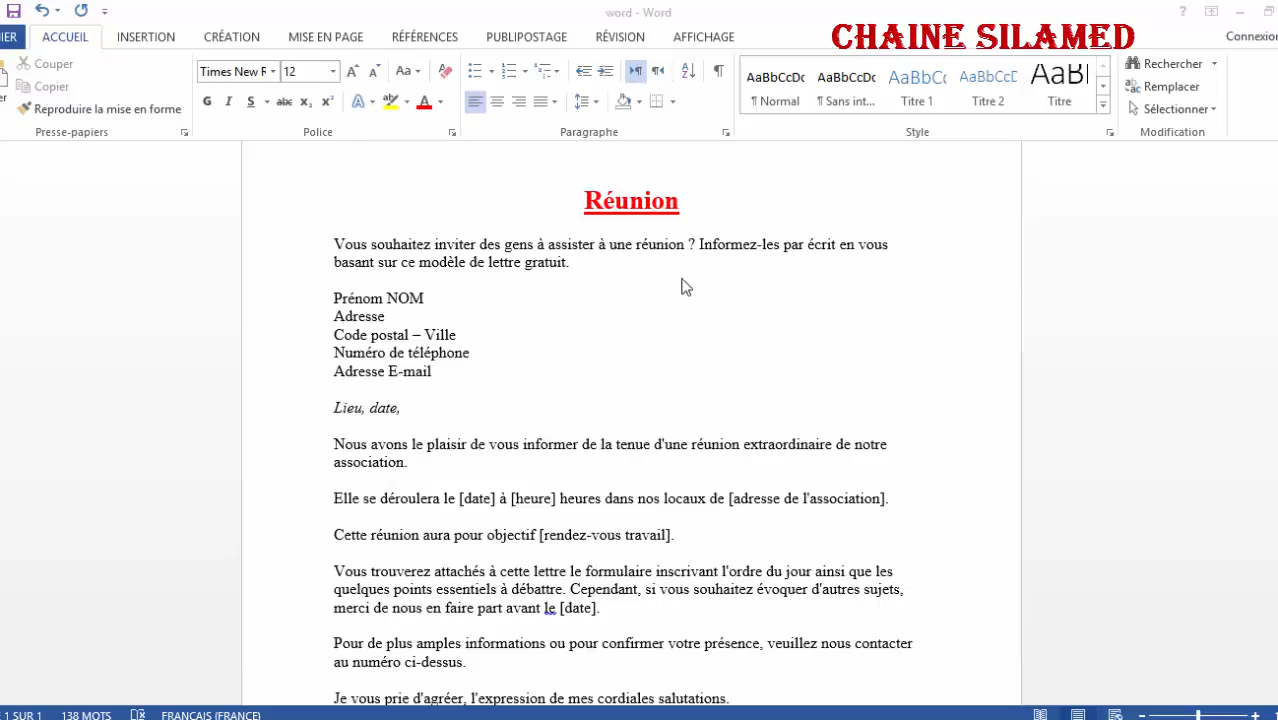 word - Word
CHAINE SILAMED
IER ACCUEIL INSERTION CRÉATION MISE EN PAGE RÉFÉRENCES PUBLIPOSTAGE RÉVISION AFFICHAGE Connexion
Couper
Copier
Reproduire la mise en forme
Presse-papiers
Times New R 12
Aa
G I S abc x₂ x² A A
Police
Paragraphe
AaBbCcDc AaBbCcDc AaBbCc AaBbCcD AaBl
¶ Normal ¶ Sans int... Titre 1 Titre 2 Titre
Style
Rechercher
Remplacer
Sélectionner
Modification
Réunion
Vous souhaitez inviter des gens à assister à une réunion ? Informez-les par écrit en vous
basant sur ce modèle de lettre gratuit.
Prénom NOM
Adresse
Code postal – Ville
Numéro de téléphone
Adresse E-mail
Lieu, date,
Nous avons le plaisir de vous informer de la tenue d'une réunion extraordinaire de notre
association.
Elle se déroulera le [date] à [heure] heures dans nos locaux de [adresse de l'association].
Cette réunion aura pour objectif [rendez-vous travail].
Vous trouverez attachés à cette lettre le formulaire inscrivant l'ordre du jour ainsi que les
quelques points essentiels à débattre. Cependant, si vous souhaitez évoquer d'autres sujets,
merci de nous en faire part avant le [date].
Pour de plus amples informations ou pour confirmer votre présence, veuillez nous contacter
au numéro ci-dessus.
Je vous prie d'agréer, l'expression de mes cordiales salutations.
1 SUR 1 138 MOTS FRANÇAIS (FRANCE)